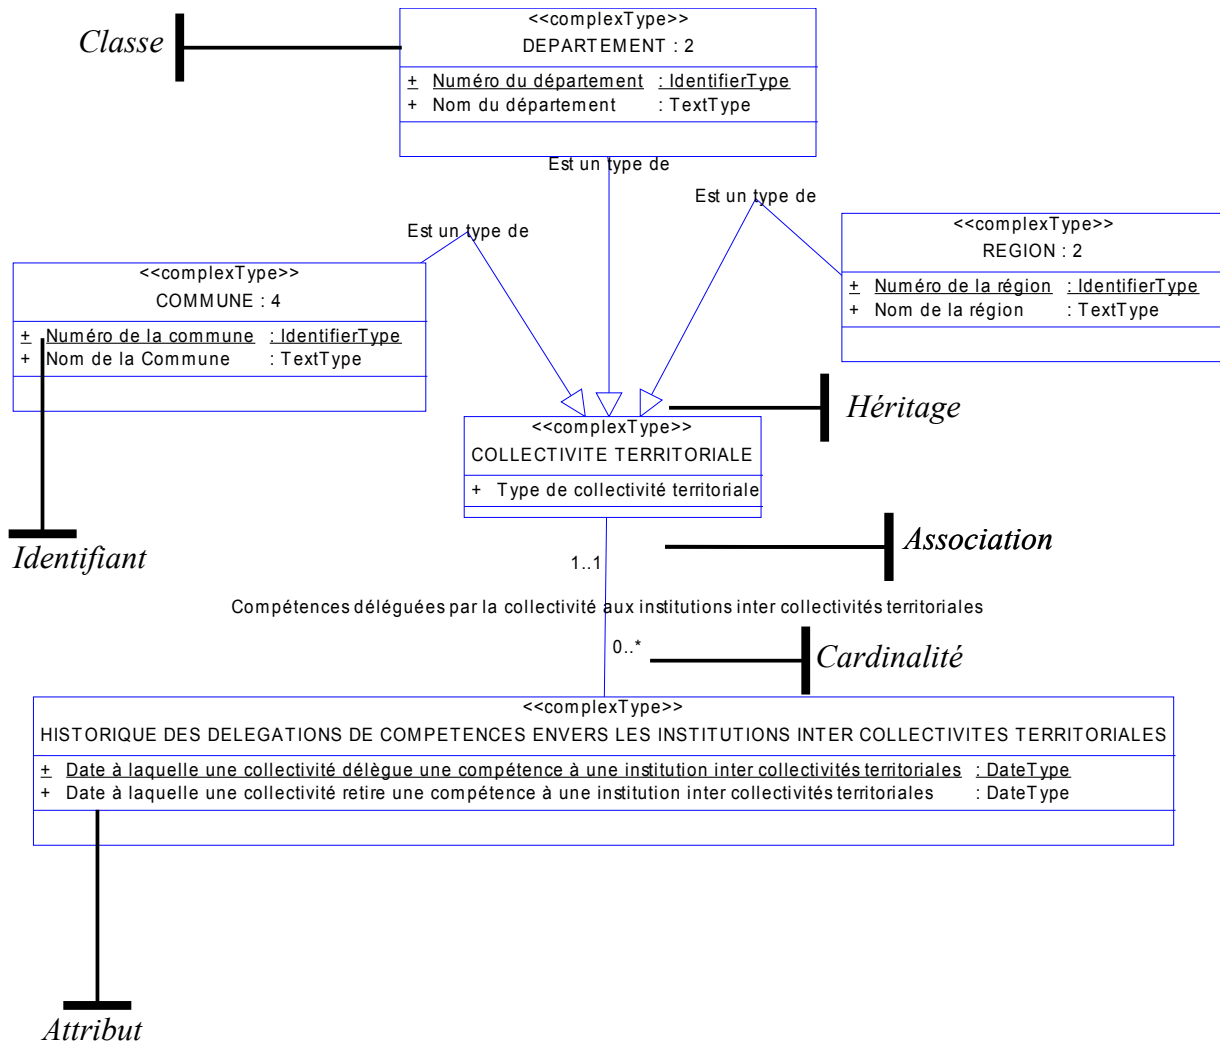 <<complexType>>
DEPARTEMENT : 2
Classe
+ Numéro du département : IdentifierType
+ Nom du département : TextType
Est un type de
Est un type de
Est un type de
<<complexType>>
REGION : 2
+ Numéro de la région : IdentifierType
+ Nom de la région : TextType
<<complexType>>
COMMUNE : 4
+ Numéro de la commune : IdentifierType
+ Nom de la Commune : TextType
Héritage
<<complexType>>
COLLECTIVITE TERRITORIALE
+ Type de collectivité territoriale
Identifiant
Association
1..1
Compétences déléguées par la collectivité aux institutions inter collectivités territoriales
0..*
Cardinalité
<<complexType>>
HISTORIQUE DES DELEGATIONS DE COMPETENCES ENVERS LES INSTITUTIONS INTER COLLECTIVITES TERRITORIALES
+ Date à laquelle une collectivité délègue une compétence à une institution inter collectivités territoriales : DateType
+ Date à laquelle une collectivité retire une compétence à une institution inter collectivités territoriales : DateType
Attribut